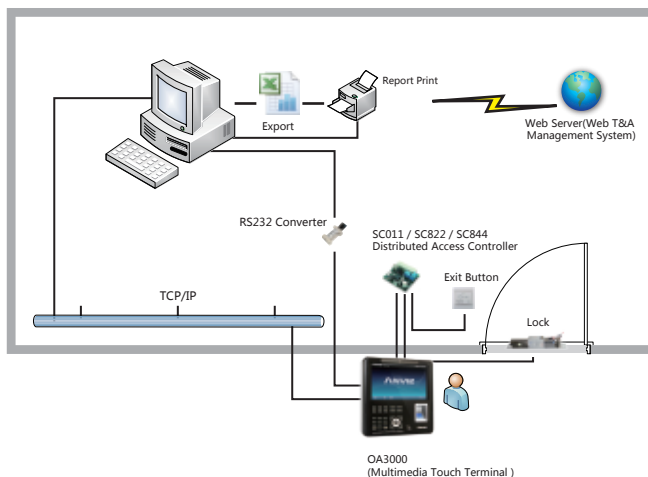 Report Print
Export
Web Server(Web T&A
Management System)
RS232 Converter
SC011 / SC822 / SC844
Distributed Access Controller
Exit Button
TCP/IP
Lock
ANVIZ
OA3000
(Multimedia Touch Terminal )